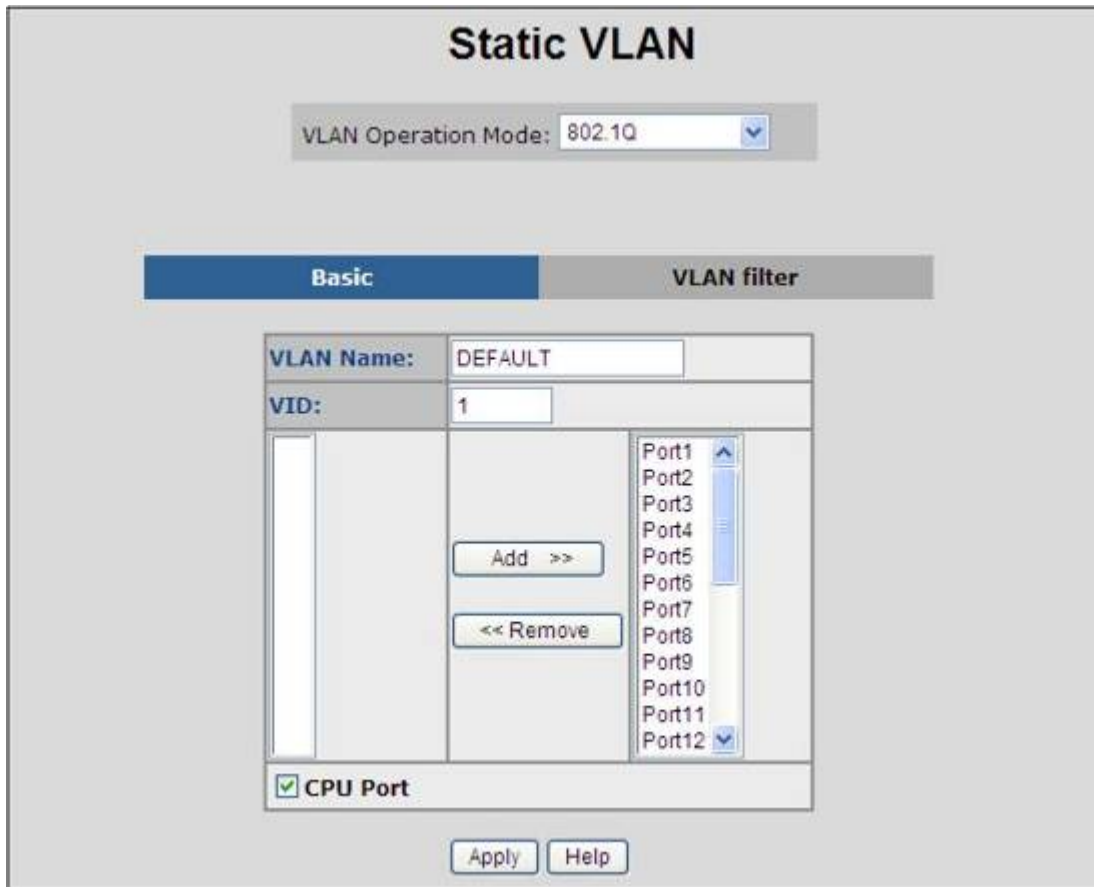 Static VLAN
VLAN Operation Mode: 802.1Q
Basic VLAN filter
VLAN Name: DEFAULT
VID: 1
Port1
Port2
Port3
Port4
Port5
Port6
Port7
Port8
Port9
Port10
Port11
Port12
Add >>
<< Remove
CPU Port
Apply Help